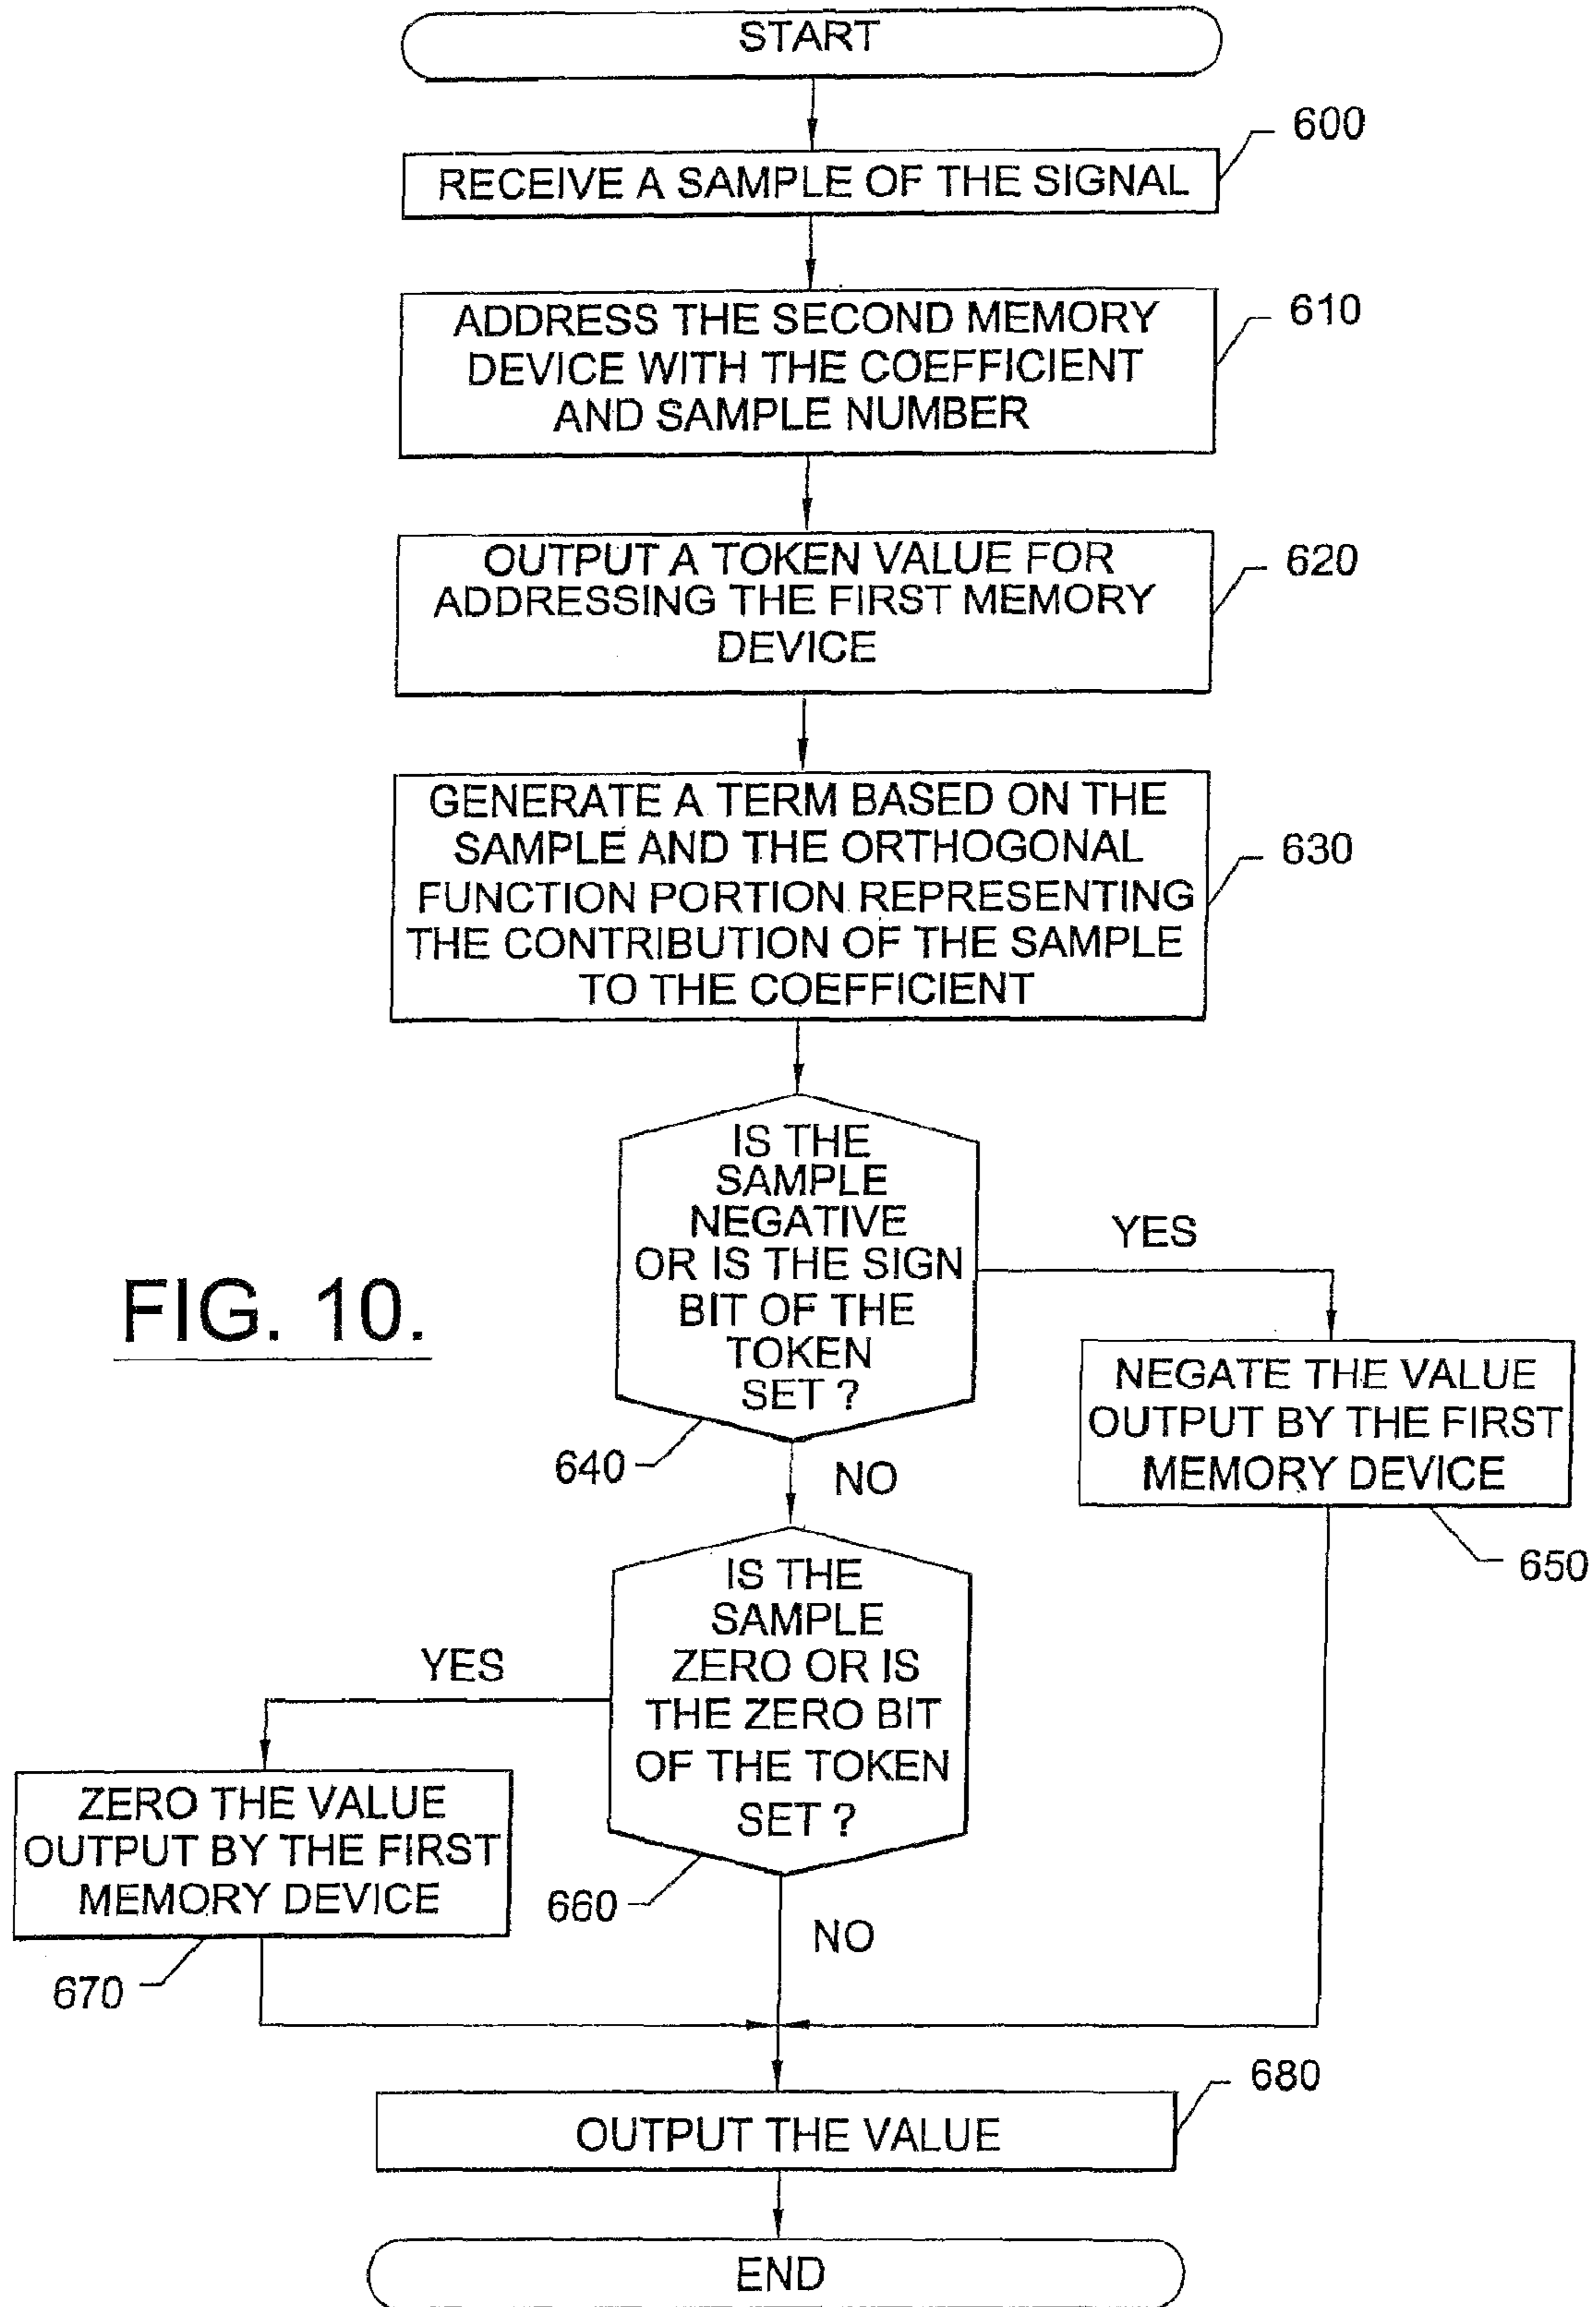 START
600
RECEIVE A SAMPLE OF THE SIGNAL
610
ADDRESS THE SECOND MEMORY
DEVICE WITH THE COEFFICIENT
AND SAMPLE NUMBER
620
OUTPUT A TOKEN VALUE FOR
ADDRESSING THE FIRST MEMORY
DEVICE
630
GENERATE A TERM BASED ON THE
SAMPLE AND THE ORTHOGONAL
FUNCTION PORTION REPRESENTING
THE CONTRIBUTION OF THE SAMPLE
TO THE COEFFICIENT
IS THE
SAMPLE
NEGATIVE
OR IS THE SIGN
BIT OF THE
TOKEN
SET ?
640
YES
NO
FIG. 10.
NEGATE THE VALUE
OUTPUT BY THE FIRST
MEMORY DEVICE
650
IS THE
SAMPLE
ZERO OR IS
THE ZERO BIT
OF THE TOKEN
SET ?
660
YES
NO
ZERO THE VALUE
OUTPUT BY THE FIRST
MEMORY DEVICE
670
680
OUTPUT THE VALUE
END